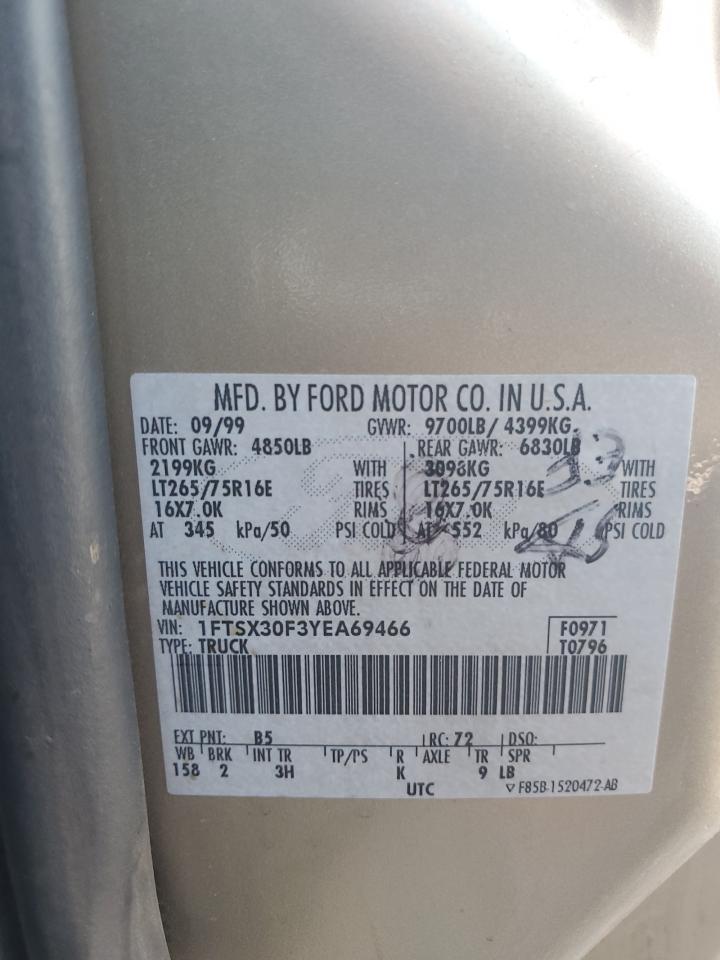 MFD. BY FORD MOTOR CO. IN U.S.A.
DATE: 09/99 GVWR: 9700LB/ 4399KG
FRONT GAWR: 4850LB REAR GAWR: 6830LB
2199KG WITH 3098KG WITH
LT265/75R16E TIRES LT265/75R16E TIRES
16X7.0K RIMS 16X7.0K RIMS
AT 345 kPa/50 PSI COLD AT 552 kPa/80 PSI COLD
THIS VEHICLE CONFORMS TO ALL APPLICABLE FEDERAL MOTOR
VEHICLE SAFETY STANDARDS IN EFFECT ON THE DATE OF
MANUFACTURE SHOWN ABOVE.
VIN: 1FTSX30F3YEA69466 F0971
TYPE: TRUCK T0796
EXT PNT: B5 RC: 72 DSO:
WB BRK INT TR TP/PS R AXLE TR SPR
158 2 3H K 9 LB
UTC F85B-1520472-AB